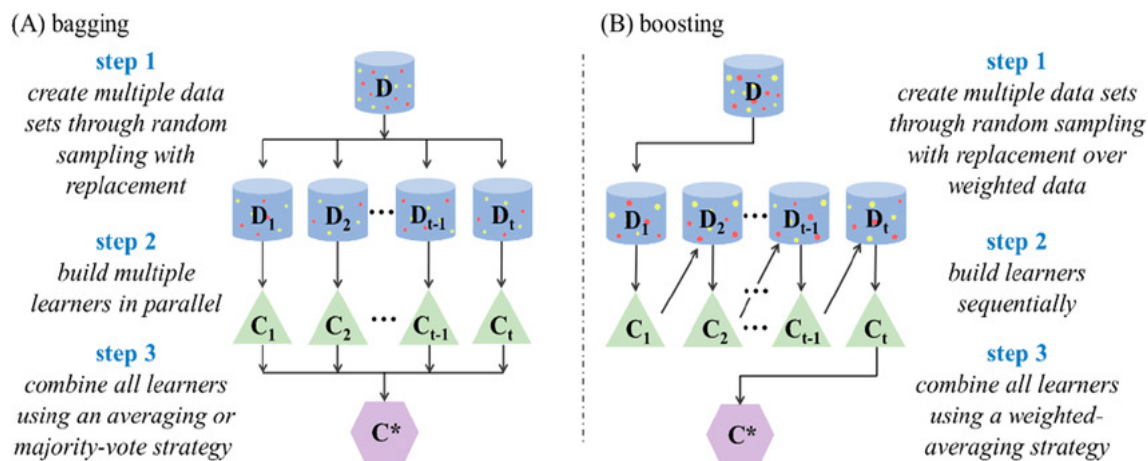 (A) bagging
step 1
create multiple data
sets through random
sampling with
replacement
step 2
build multiple
learners in parallel
step 3
combine all learners
using an averaging or
majority-vote strategy
D
D₁ D₂ ••• Dₜ₋₁ Dₜ
C₁ C₂ ••• Cₜ₋₁ Cₜ
C*
(B) boosting
D
D₁ D₂ ••• Dₜ₋₁ Dₜ
•••
C₁ C₂ ••• Cₜ₋₁ Cₜ
C*
step 1
create multiple data sets
through random sampling
with replacement over
weighted data
step 2
build learners
sequentially
step 3
combine all learners
using a weighted-
averaging strategy